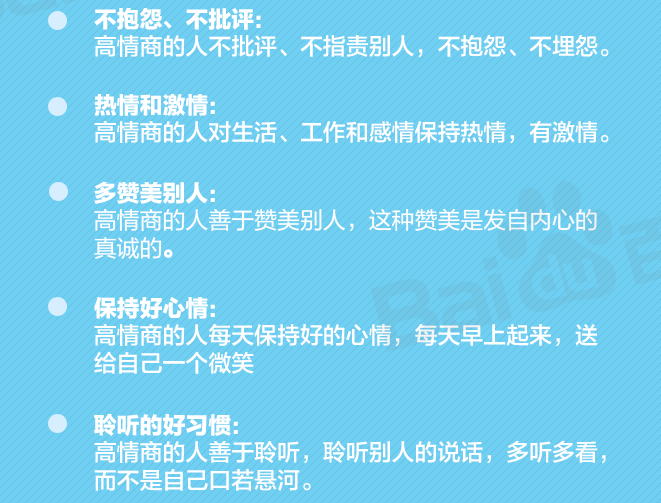 不抱怨、不批评:
高情商的人不批评、不指责别人，不抱怨、不埋怨。
热情和激情:
高情商的人对生活、工作和感情保持热情，有激情。
多赞美别人:
高情商的人善于赞美别人，这种赞美是发自内心的
真诚的。
保持好心情:
高情商的人每天保持好的心情，每天早上起来，送
给自己一个微笑
聆听的好习惯:
高情商的人善于聆听，聆听别人的说话，多听多看，
而不是自己口若悬河。
Baidu百